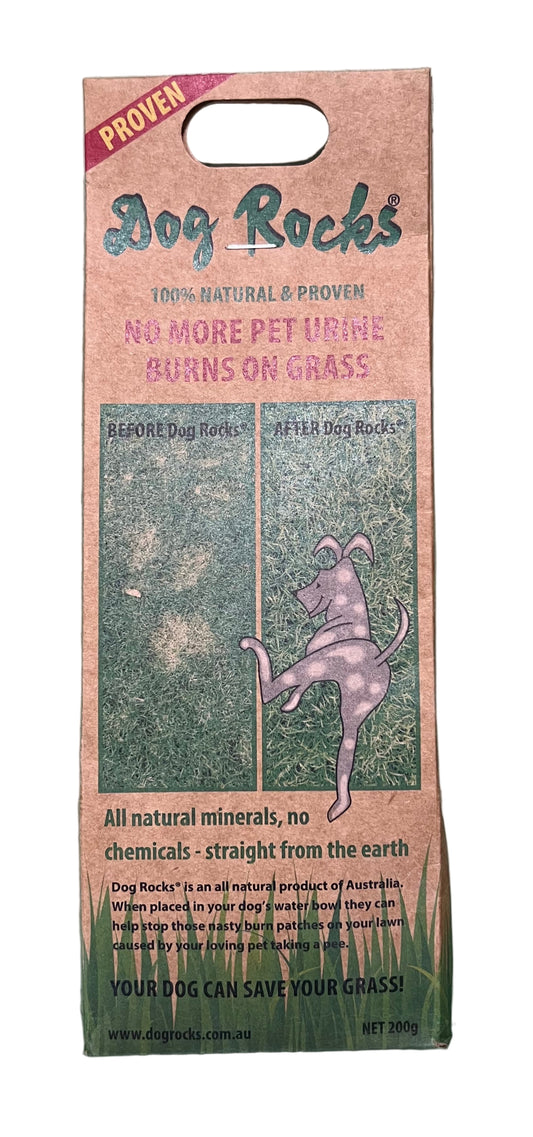 PROVEN
Dog Rocks®
100% NATURAL & PROVEN
NO MORE PET URINE
BURNS ON GRASS
BEFORE Dog Rocks®
AFTER Dog Rocks®
All natural minerals, no
chemicals - straight from the earth
Dog Rocks® is an all natural product of Australia.
When placed in your dog's water bowl they can
help stop those nasty burn patches on your lawn
caused by your loving pet taking a pee.
YOUR DOG CAN SAVE YOUR GRASS!
www.dogrocks.com.au
NET 200g